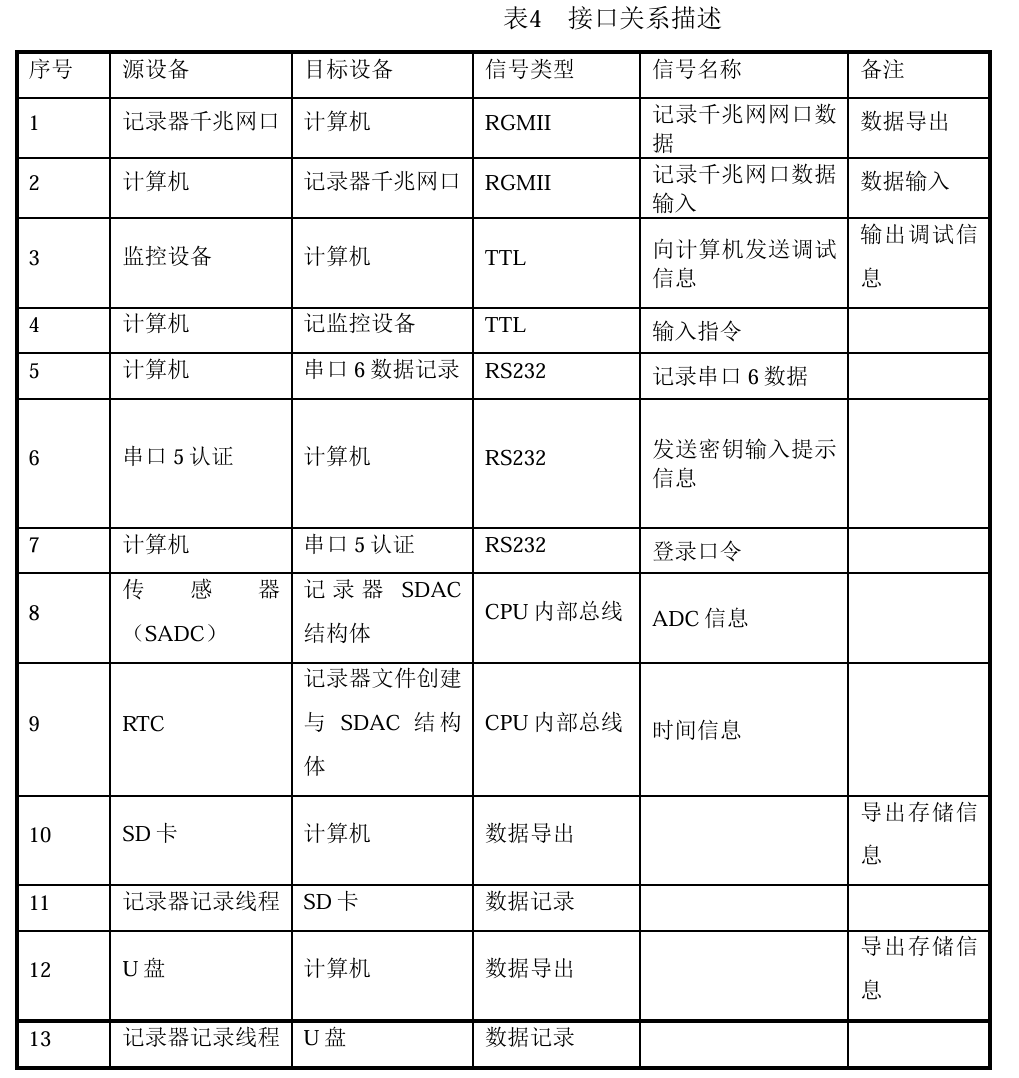 表4 接口关系描述
序号 源设备 目标设备 信号类型 信号名称 备注
1 记录器千兆网口 计算机 RGMII 记录千兆网网口数 数据导出
据
2 计算机 记录器千兆网口 RGMII 记录千兆网口数据 数据输入
输入
3 监控设备 计算机 TTL 向计算机发送调试 输出调试信
信息 息
4 计算机 记监控设备 TTL 输入指令
5 计算机 串口 6 数据记录 RS232 记录串口 6 数据
6 串口 5 认证 计算机 RS232 发送密钥输入提示
信息
7 计算机 串口 5 认证 RS232 登录口令
8 传感器 记录器 SDAC CPU 内部总线 ADC 信息
（SADC） 结构体
9 RTC 记录器文件创建 CPU 内部总线 时间信息
与 SDAC 结构
体
10 SD 卡 计算机 数据导出 导出存储信
息
11 记录器记录线程 SD 卡 数据记录
12 U 盘 计算机 数据导出 导出存储信
息
13 记录器记录线程 U 盘 数据记录